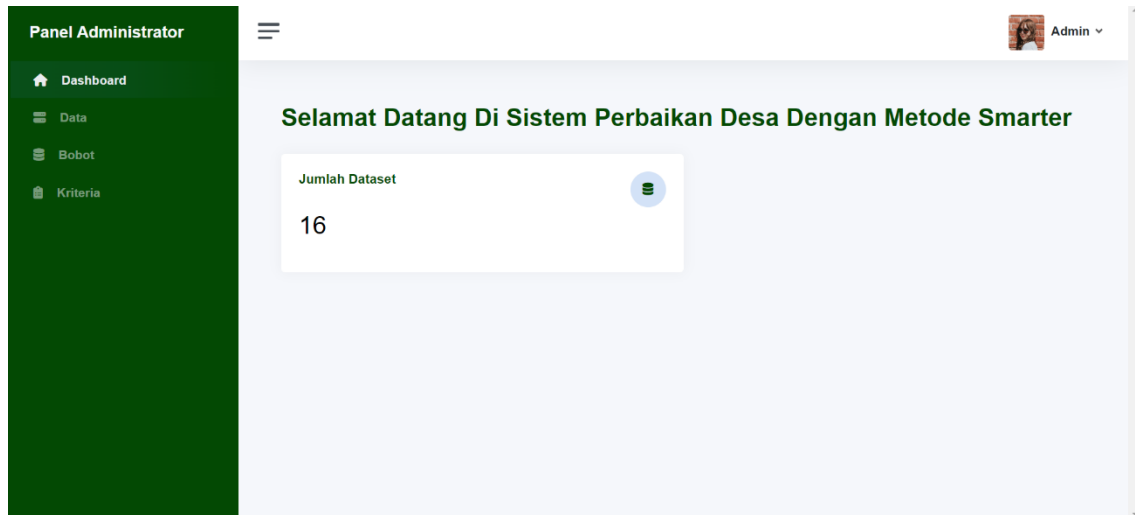 Panel Administrator
Admin
Dashboard
Data
Bobot
Kriteria
Selamat Datang Di Sistem Perbaikan Desa Dengan Metode Smarter
Jumlah Dataset
16